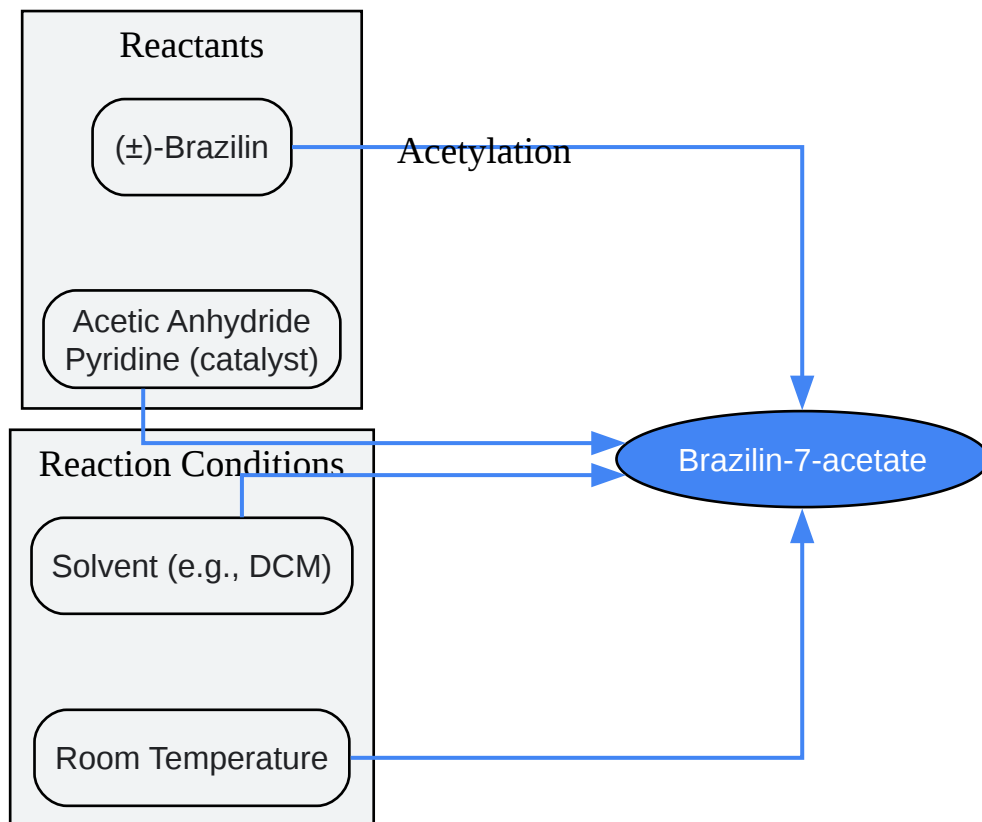 Reactants
(±)-Brazilin
Acetylation
Acetic Anhydride
Pyridine (catalyst)
Brazilin-7-acetate
Reaction Conditions
Solvent (e.g., DCM)
Room Temperature